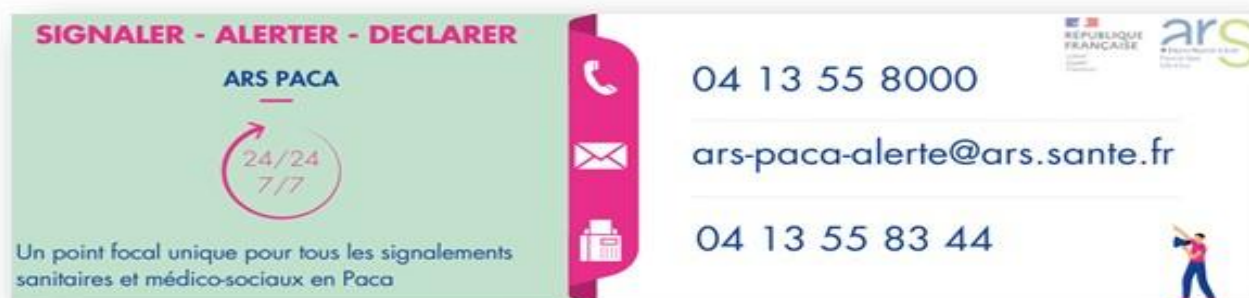 SIGNALER - ALERTER - DECLARER
ARS PACA
24/24
7/7
Un point focal unique pour tous les signalements
sanitaires et médico-sociaux en Paca
04 13 55 8000
ars-paca-alerte@ars.sante.fr
04 13 55 83 44
RÉPUBLIQUE
FRANÇAISE
ars